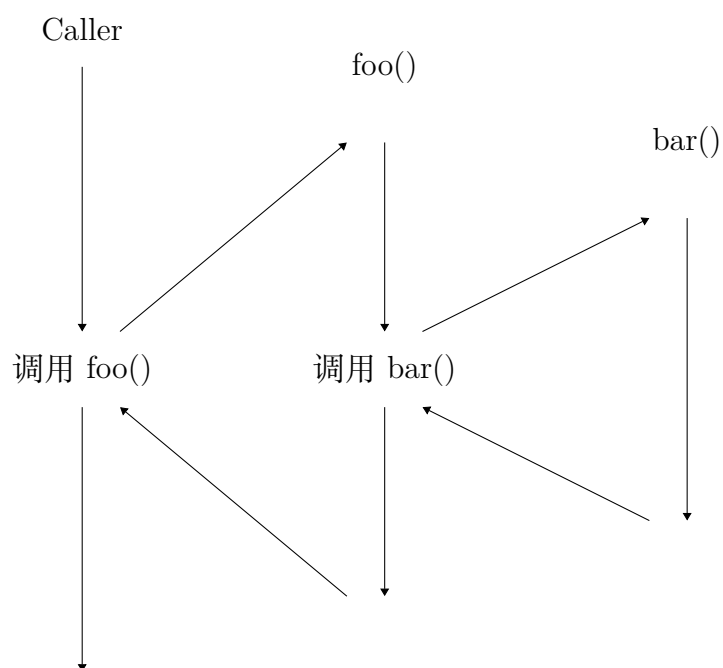 Caller
foo()
bar()
调用 foo()
调用 bar()